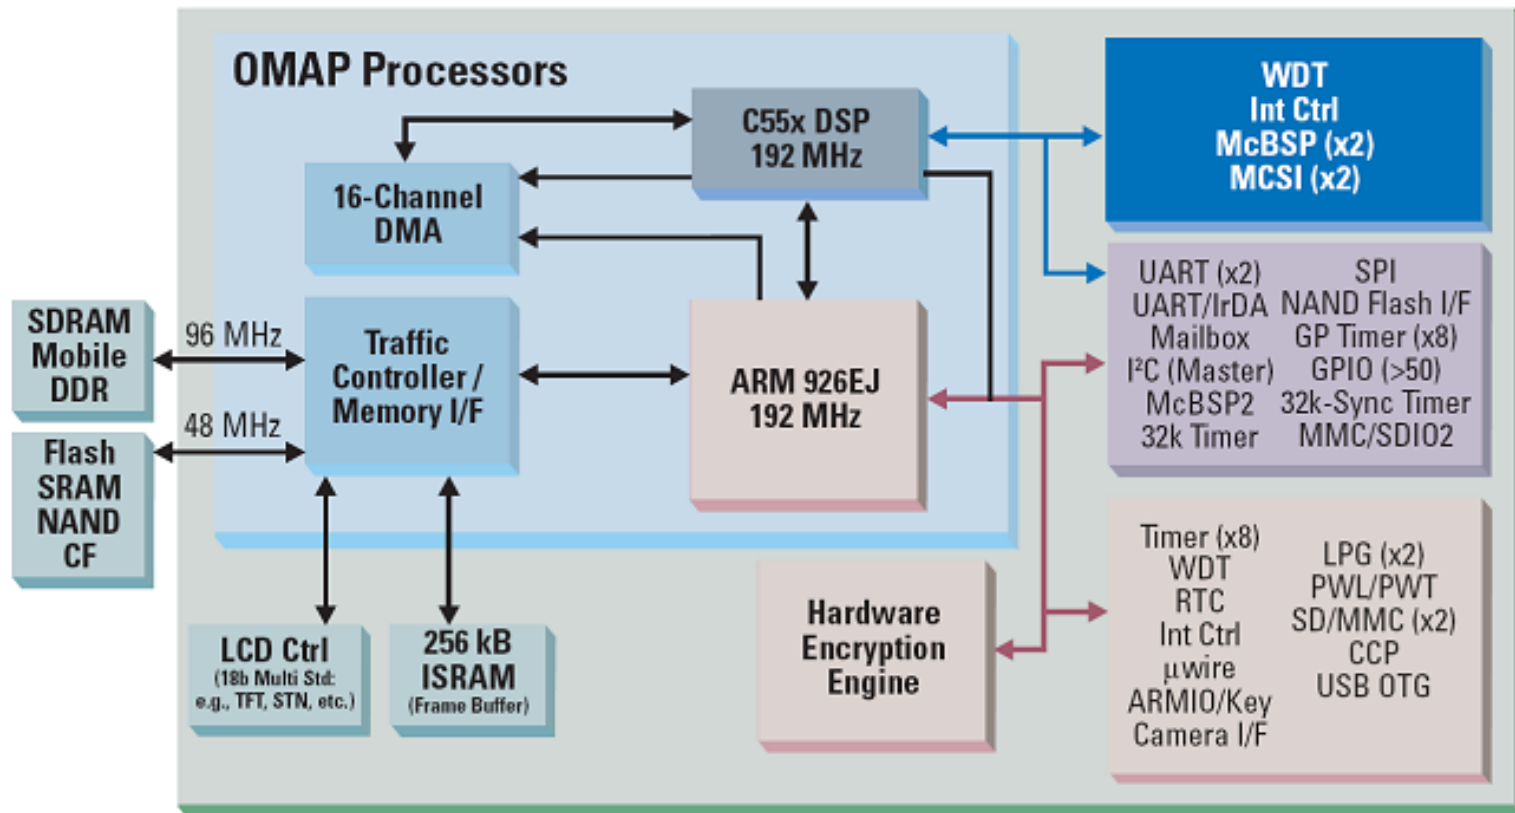 OMAP Processors
C55x DSP
192 MHz
16-Channel
DMA
Traffic
Controller /
Memory I/F
ARM 926EJ
192 MHz
SDRAM
Mobile
DDR
96 MHz
Flash
SRAM
NAND
CF
48 MHz
LCD Ctrl
(18b Multi Std:
e.g., TFT, STN, etc.)
256 kB
ISRAM
(Frame Buffer)
Hardware
Encryption
Engine
WDT
Int Ctrl
McBSP (x2)
MCSI (x2)
UART (x2)
UART/IrDA
Mailbox
I²C (Master)
McBSP2
32k Timer
SPI
NAND Flash I/F
GP Timer (x8)
GPIO (>50)
32k-Sync Timer
MMC/SDIO2
Timer (x8)
WDT
RTC
Int Ctrl
µwire
ARMIO/Key
Camera I/F
LPG (x2)
PWL/PWT
SD/MMC (x2)
CCP
USB OTG